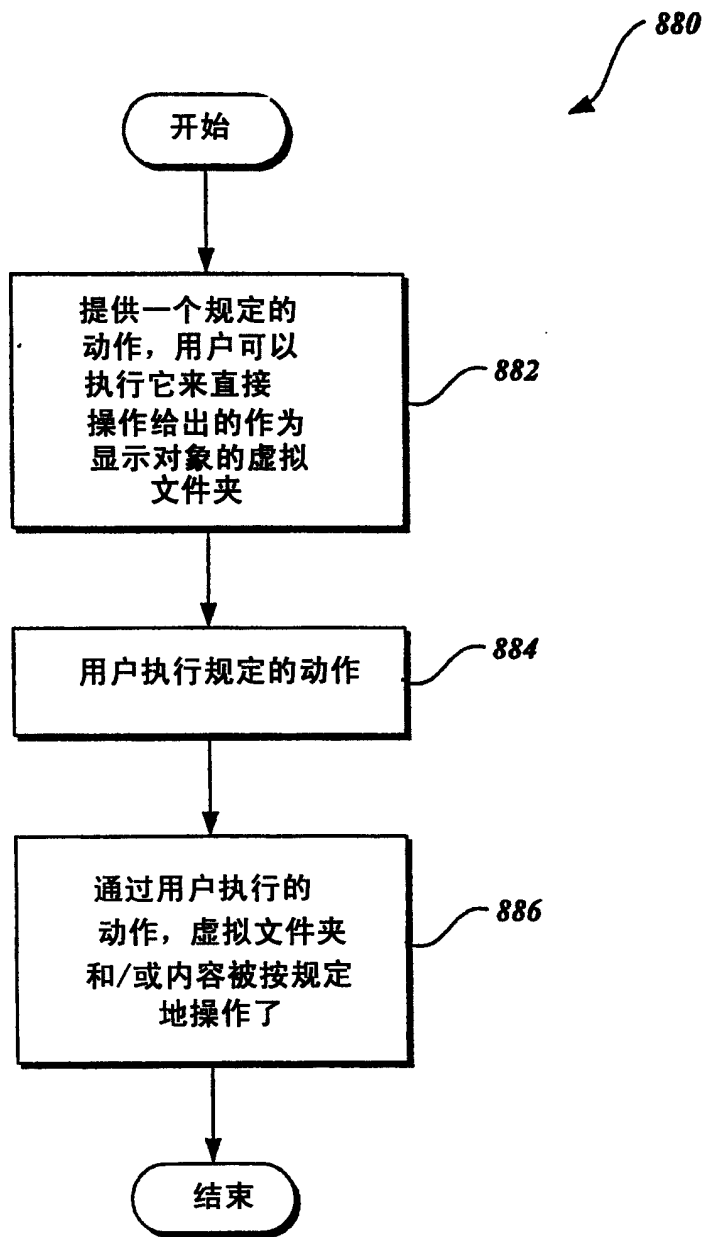 880
开始
提供一个规定的
动作，用户可以
执行它来直接
操作给出的作为
显示对象的虚拟
文件夹
882
用户执行规定的动作
884
通过用户执行的
动作，虚拟文件夹
和/或内容被按规定
地操作了
886
结束